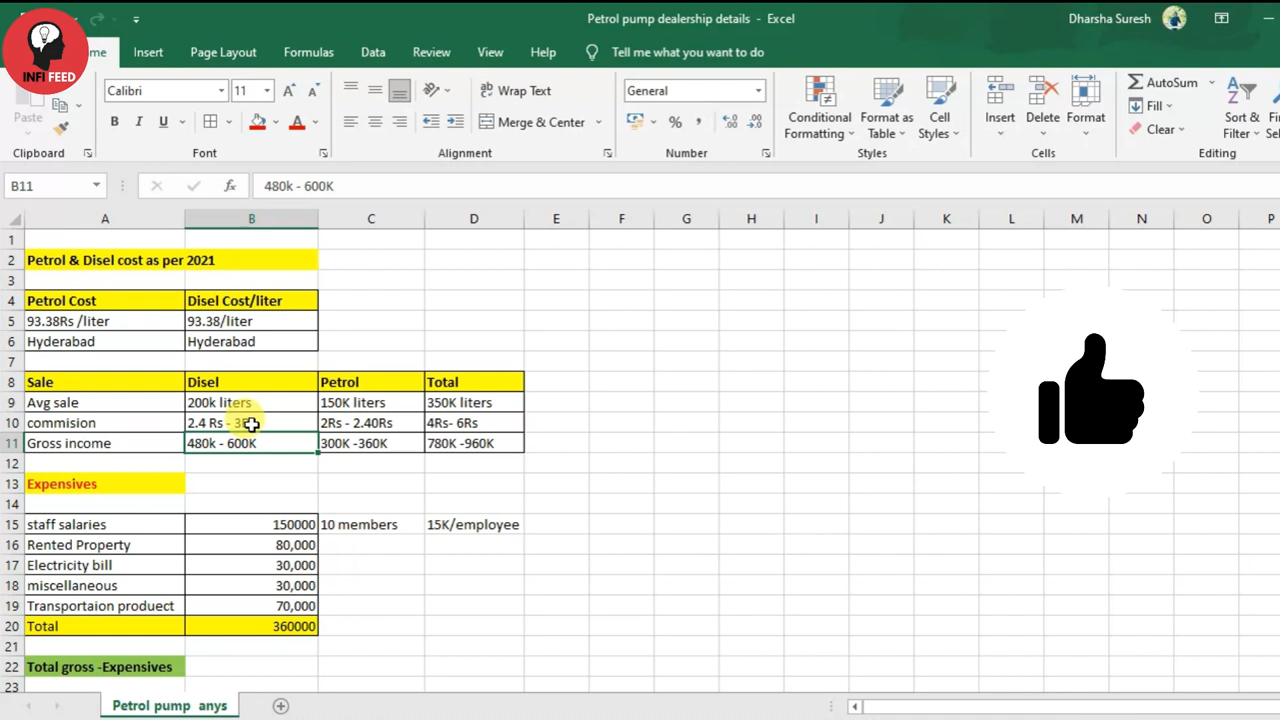 Petrol pump dealership details - Excel
Dharsha Suresh
INFI FEED
me Insert Page Layout Formulas Data Review View Help Tell me what you want to do
Paste
Calibri 11
B I U
Wrap Text
Merge & Center
General
Conditional Formatting
Format as Table
Cell Styles
Insert Delete Format
AutoSum
Fill
Clear
Sort & Filter
Clipboard Font Alignment Number Styles Cells Editing
B11 fx 480k - 600K
A B C D E F G H I J K L M N O P
1
2 Petrol & Disel cost as per 2021
3
4 Petrol Cost Disel Cost/liter
5 93.38Rs /liter 93.38/liter
6 Hyderabad Hyderabad
7
8 Sale Disel Petrol Total
9 Avg sale 200k liters 150K liters 350K liters
10 commision 2.4 Rs - 2Rs - 2.40Rs 4Rs- 6Rs
11 Gross income 480k - 600K 300K -360K 780K -960K
12
13 Expensives
14
15 staff salaries 150000 10 members 15K/employee
16 Rented Property 80,000
17 Electricity bill 30,000
18 miscellaneous 30,000
19 Transportaion produect 70,000
20 Total 360000
21
22 Total gross -Expensives
23
Petrol pump anys